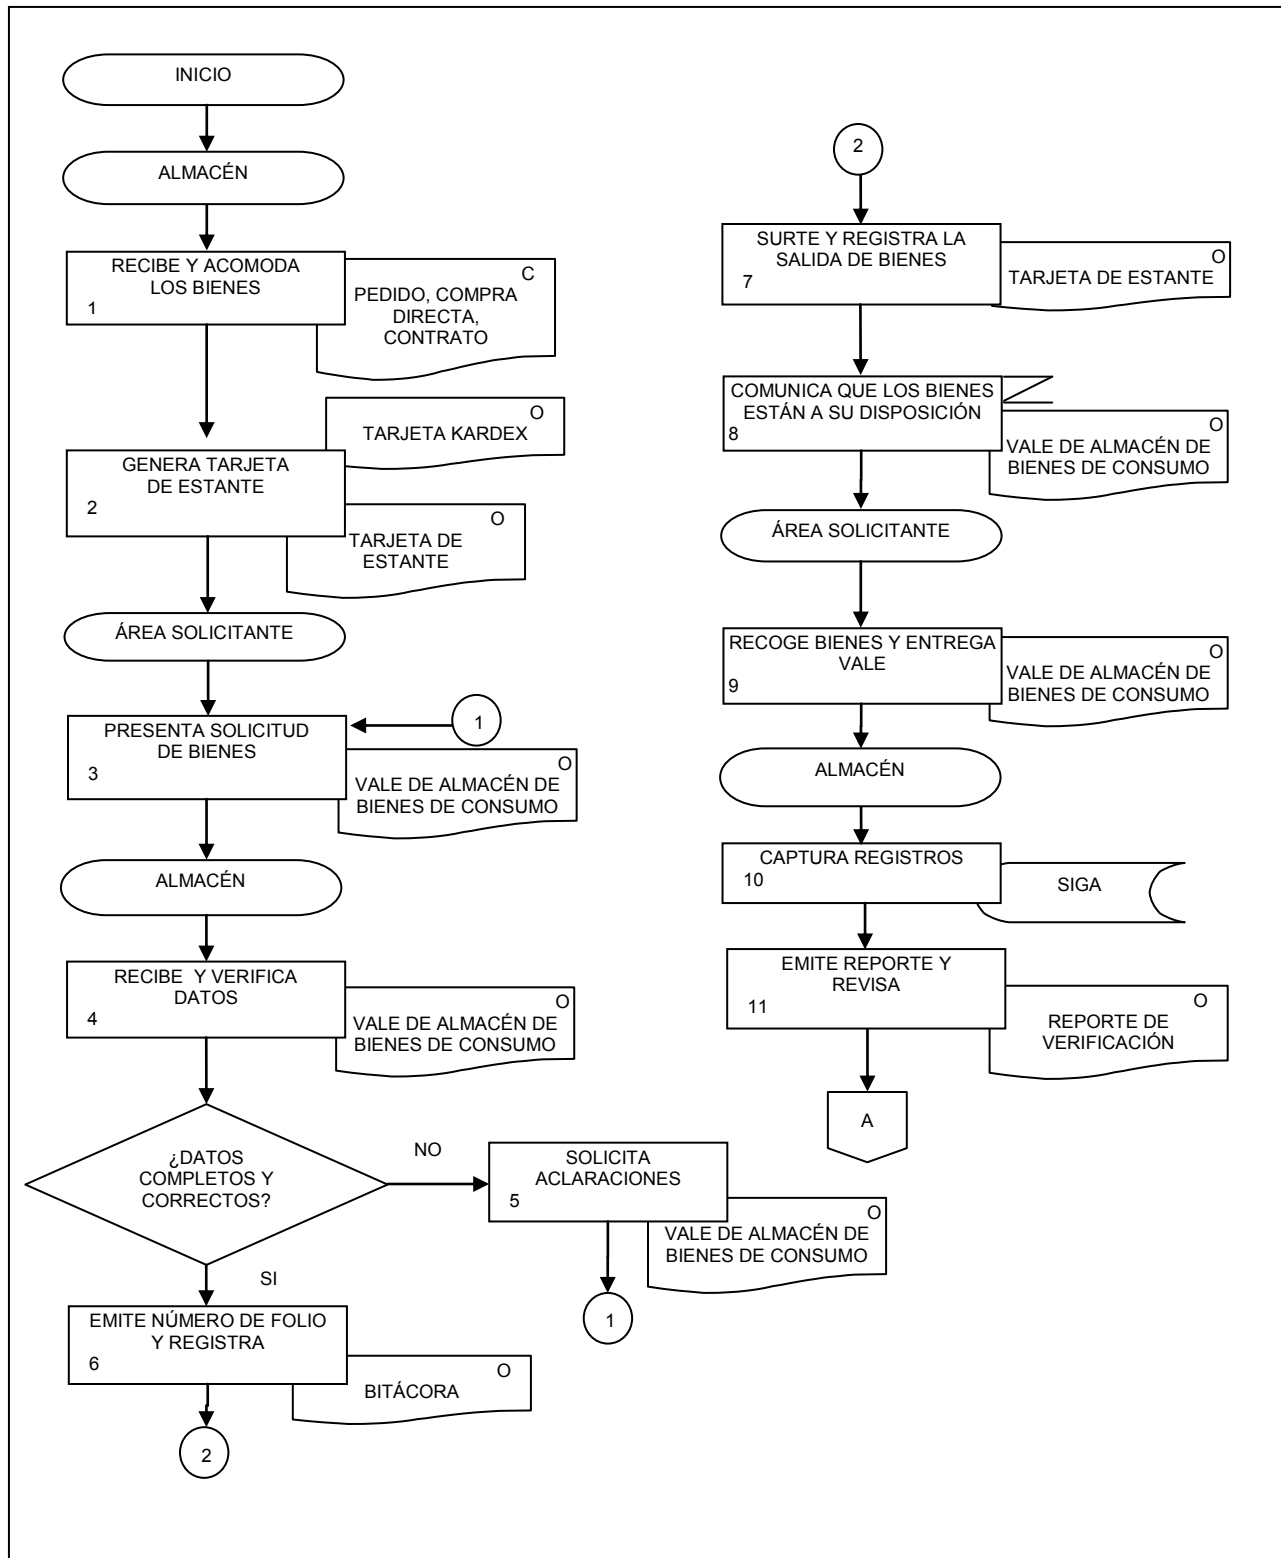 INICIO
ALMACÉN
RECIBE Y ACOMODA
LOS BIENES
1
C
PEDIDO, COMPRA
DIRECTA,
CONTRATO
O
TARJETA KARDEX
GENERA TARJETA
DE ESTANTE
2
O
TARJETA DE
ESTANTE
ÁREA SOLICITANTE
1
PRESENTA SOLICITUD
DE BIENES
3
O
VALE DE ALMACÉN DE
BIENES DE CONSUMO
ALMACÉN
RECIBE Y VERIFICA
DATOS
4
O
VALE DE ALMACÉN DE
BIENES DE CONSUMO
¿DATOS
COMPLETOS Y
CORRECTOS?
NO
SOLICITA
ACLARACIONES
5
O
VALE DE ALMACÉN DE
BIENES DE CONSUMO
1
SI
EMITE NÚMERO DE FOLIO
Y REGISTRA
6
O
BITÁCORA
2
2
SURTE Y REGISTRA LA
SALIDA DE BIENES
7
O
TARJETA DE ESTANTE
COMUNICA QUE LOS BIENES
ESTÁN A SU DISPOSICIÓN
8
O
VALE DE ALMACÉN DE
BIENES DE CONSUMO
ÁREA SOLICITANTE
RECOGE BIENES Y ENTREGA
VALE
9
O
VALE DE ALMACÉN DE
BIENES DE CONSUMO
ALMACÉN
CAPTURA REGISTROS
10
SIGA
EMITE REPORTE Y
REVISA
11
O
REPORTE DE
VERIFICACIÓN
A